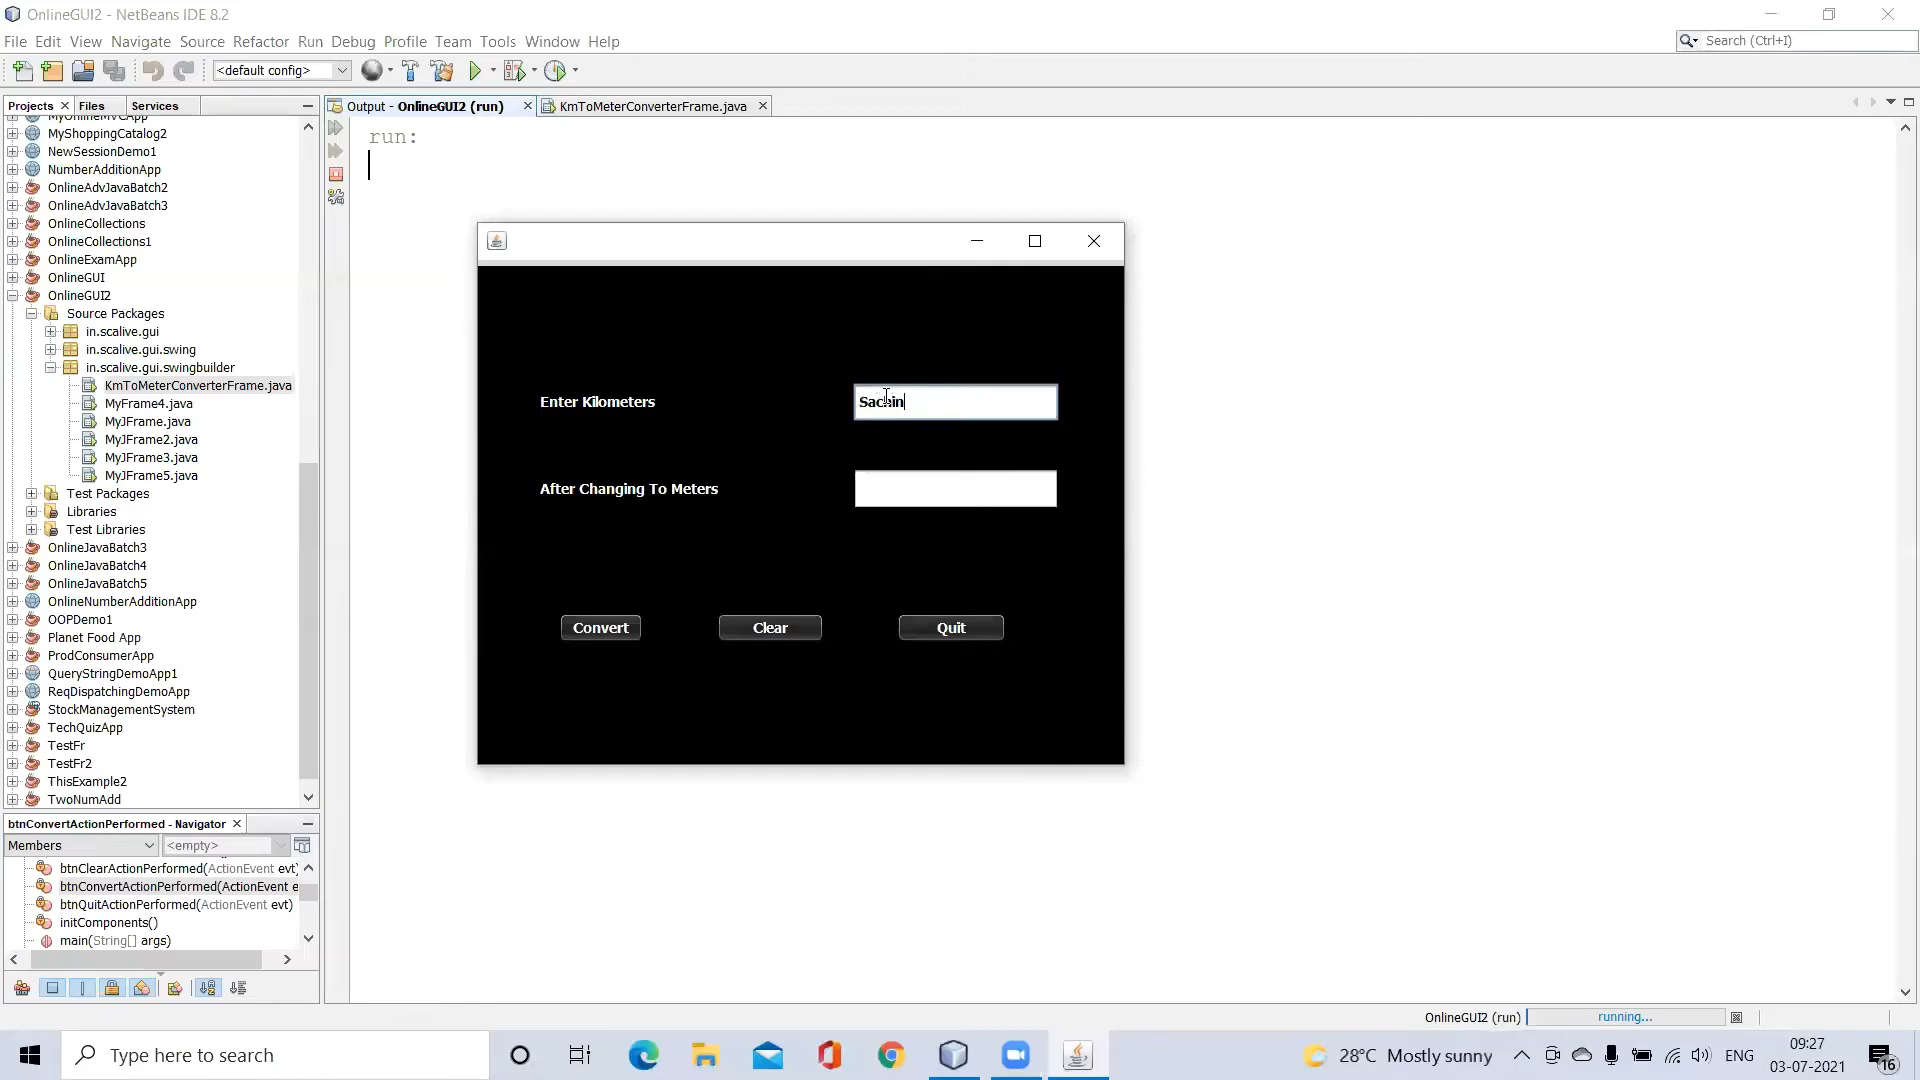 OnlineGUI2 - NetBeans IDE 8.2
File Edit View Navigate Source Refactor Run Debug Profile Team Tools Window Help
Search (Ctrl+I)
<default config>
Projects Files Services
Output - OnlineGUI2 (run) KmToMeterConverterFrame.java
MyOnlineMVCApp
MyShoppingCatalog2
NewSessionDemo1
NumberAdditionApp
OnlineAdvJavaBatch2
OnlineAdvJavaBatch3
OnlineCollections
OnlineCollections1
OnlineExamApp
OnlineGUI
OnlineGUI2
Source Packages
in.scalive.gui
in.scalive.gui.swing
in.scalive.gui.swingbuilder
KmToMeterConverterFrame.java
MyFrame4.java
MyJFrame.java
MyJFrame2.java
MyJFrame3.java
MyJFrame5.java
Test Packages
Libraries
Test Libraries
OnlineJavaBatch3
OnlineJavaBatch4
OnlineJavaBatch5
OnlineNumberAdditionApp
OOPDemo1
Planet Food App
ProdConsumerApp
QueryStringDemoApp1
ReqDispatchingDemoApp
StockManagementSystem
TechQuizApp
TestFr
TestFr2
ThisExample2
TwoNumAdd
run:
Enter Kilometers Sachin
After Changing To Meters
Convert Clear Quit
btnConvertActionPerformed - Navigator
Members <empty>
btnClearActionPerformed(ActionEvent evt)
btnConvertActionPerformed(ActionEvent e
btnQuitActionPerformed(ActionEvent evt)
initComponents()
main(String[] args)
OnlineGUI2 (run) running...
Type here to search
28°C Mostly sunny
ENG
09:27
03-07-2021
16